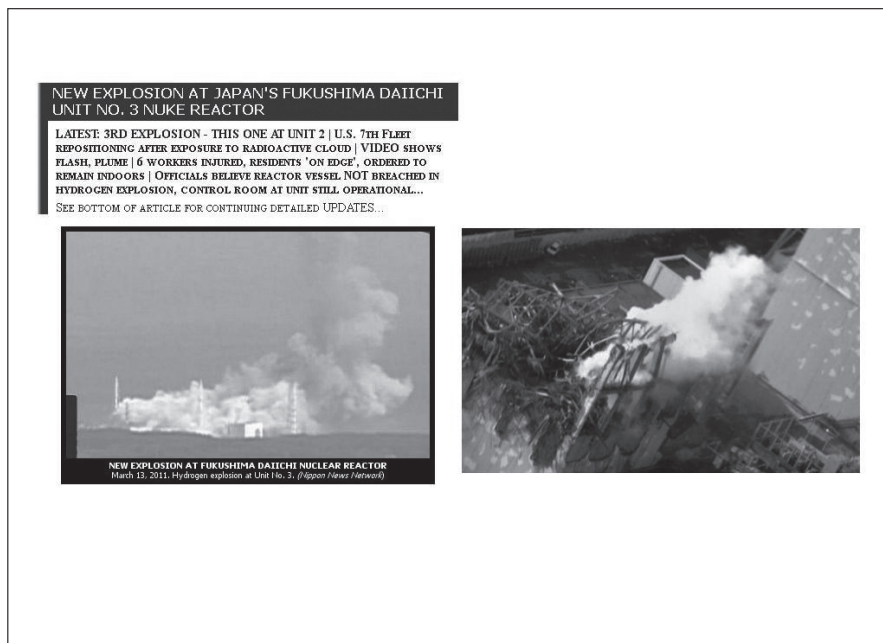 NEW EXPLOSION AT JAPAN'S FUKUSHIMA DAIICHI
UNIT NO. 3 NUKE REACTOR
LATEST: 3RD EXPLOSION - THIS ONE AT UNIT 2 | U.S. 7TH FLEET
REPOSITIONING AFTER EXPOSURE TO RADIOACTIVE CLOUD | VIDEO SHOWS
FLASH, PLUME | 6 WORKERS INJURED, RESIDENTS 'ON EDGE', ORDERED TO
REMAIN INDOORS | OFFICIALS BELIEVE REACTOR VESSEL NOT BREACHED IN
HYDROGEN EXPLOSION, CONTROL ROOM AT UNIT STILL OPERATIONAL...
SEE BOTTOM OF ARTICLE FOR CONTINUING DETAILED UPDATES...
NEW EXPLOSION AT FUKUSHIMA DAIICHI NUCLEAR REACTOR
March 13, 2011. Hydrogen explosion at Unit No. 3. (Nippon News Network)